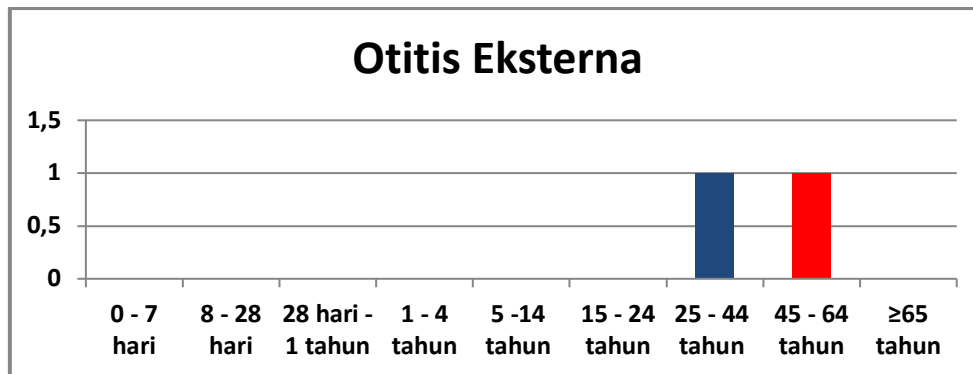 Otitis Eksterna
1,5
1
0,5
0
0 - 7 hari
8 - 28 hari
28 hari - 1 tahun
1 - 4 tahun
5 -14 tahun
15 - 24 tahun
25 - 44 tahun
45 - 64 tahun
≥65 tahun